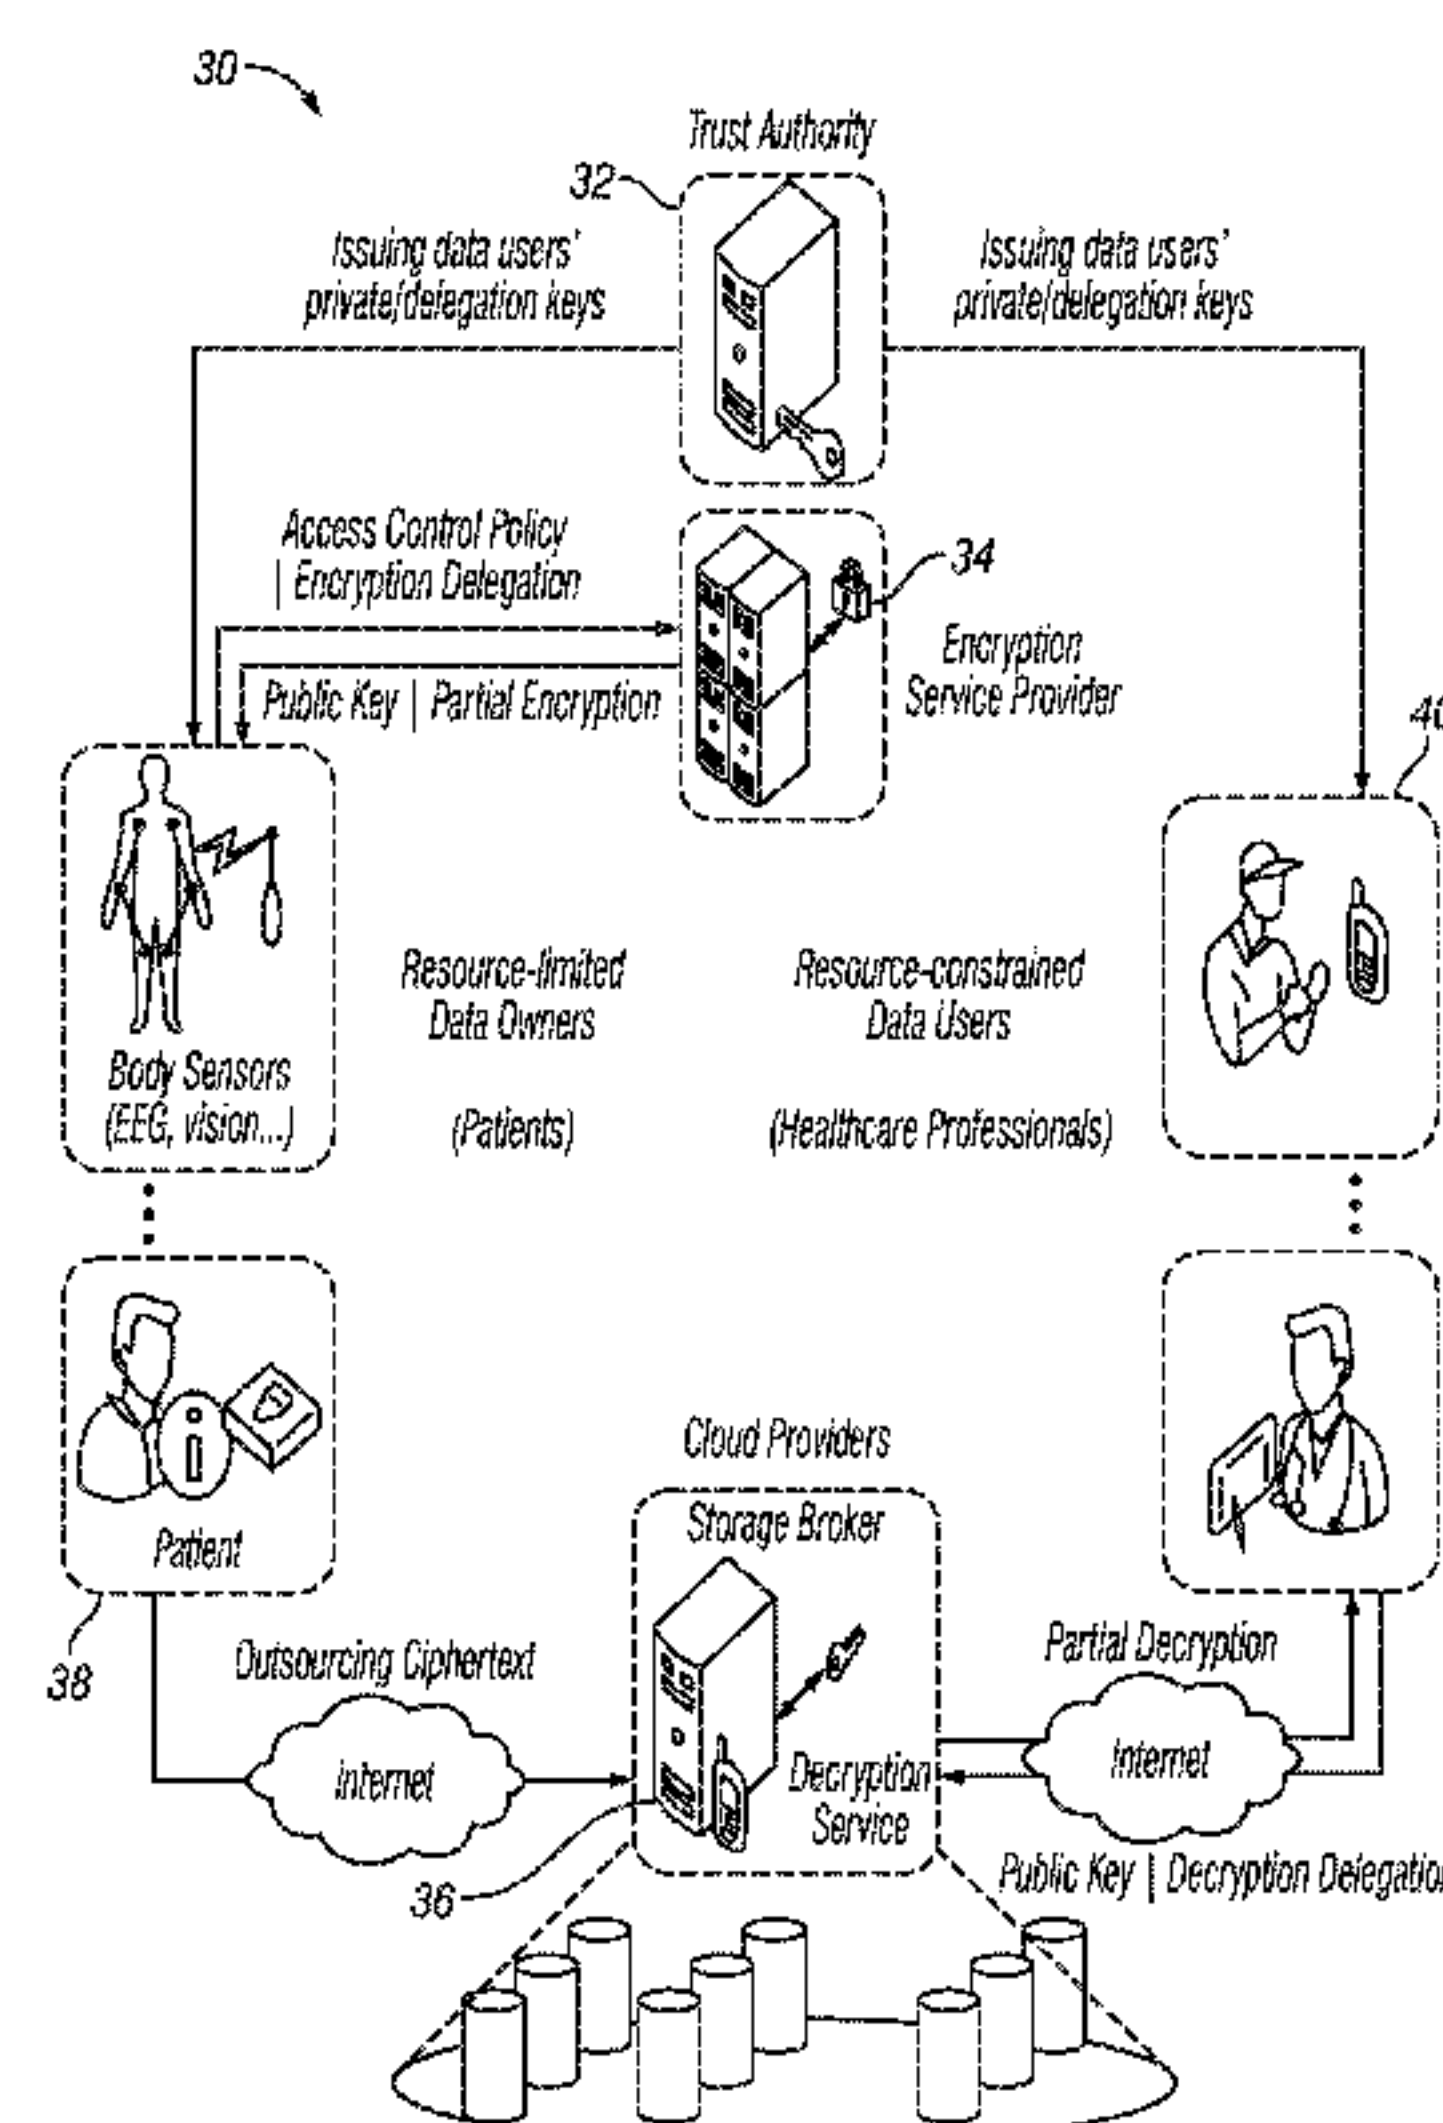 30
Trust Authority
32
Issuing data users'
private/delegation keys
Issuing data users'
private/delegation keys
Access Control Policy
| Encryption Delegation
34
Encryption
Service Provider
Public Key | Partial Encryption
40
Resource-limited
Data Owners
(Patients)
Resource-constrained
Data Users
(Healthcare Professionals)
Body Sensors
(EEG, vision...)
Patient
38
Cloud Providers
Storage Broker
Outsourcing Ciphertext
Internet
Decryption
Service
36
Partial Decryption
Internet
Public Key | Decryption Delegation